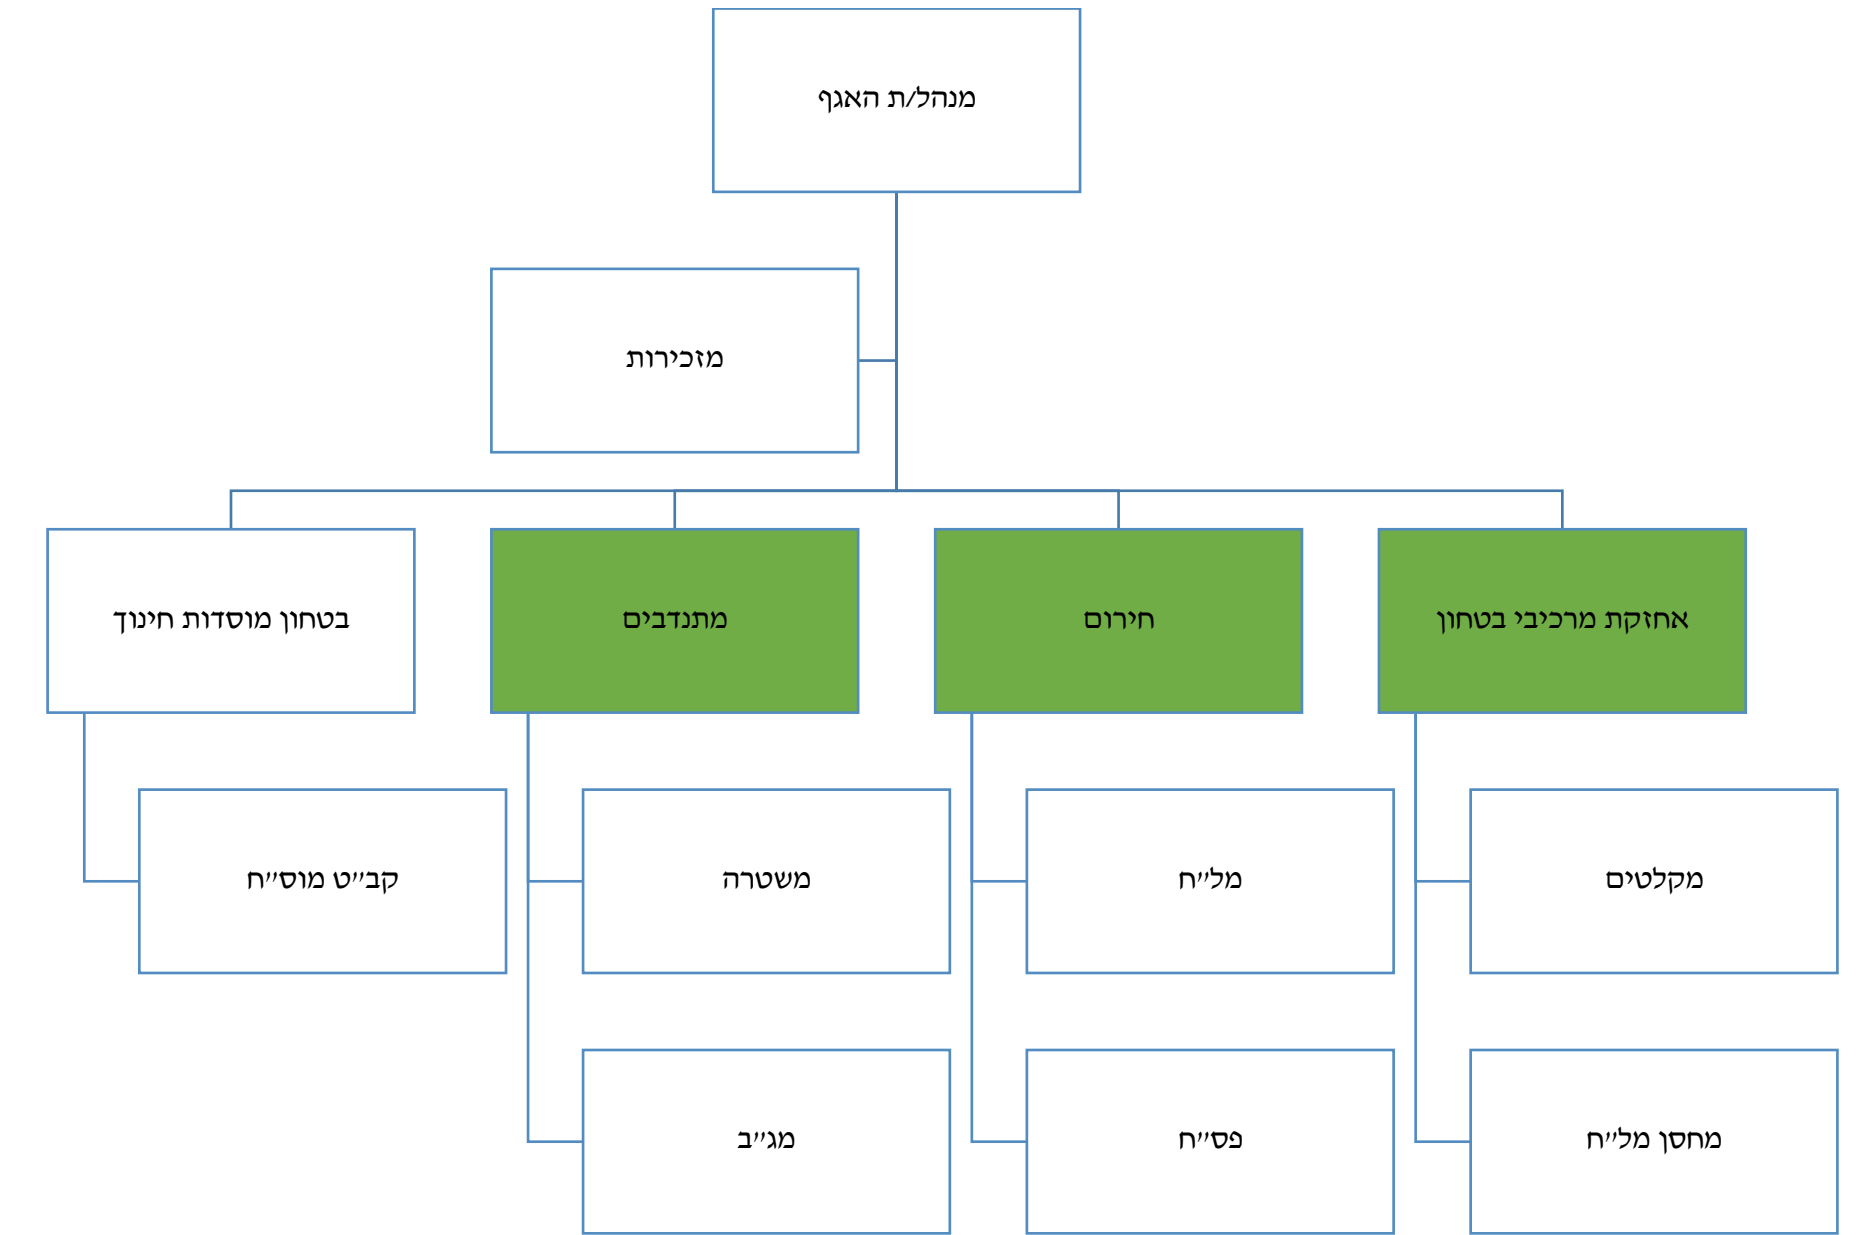 מנהל/ת האגף
מזכירות
אחזקת מרכיבי בטחון
חירום
מתנדבים
בטחון מוסדות חינוך
מקלטים
מל״ח
משטרה
קב״ט מוס״ח
מחסן מל״ח
פס״ח
מג״ב